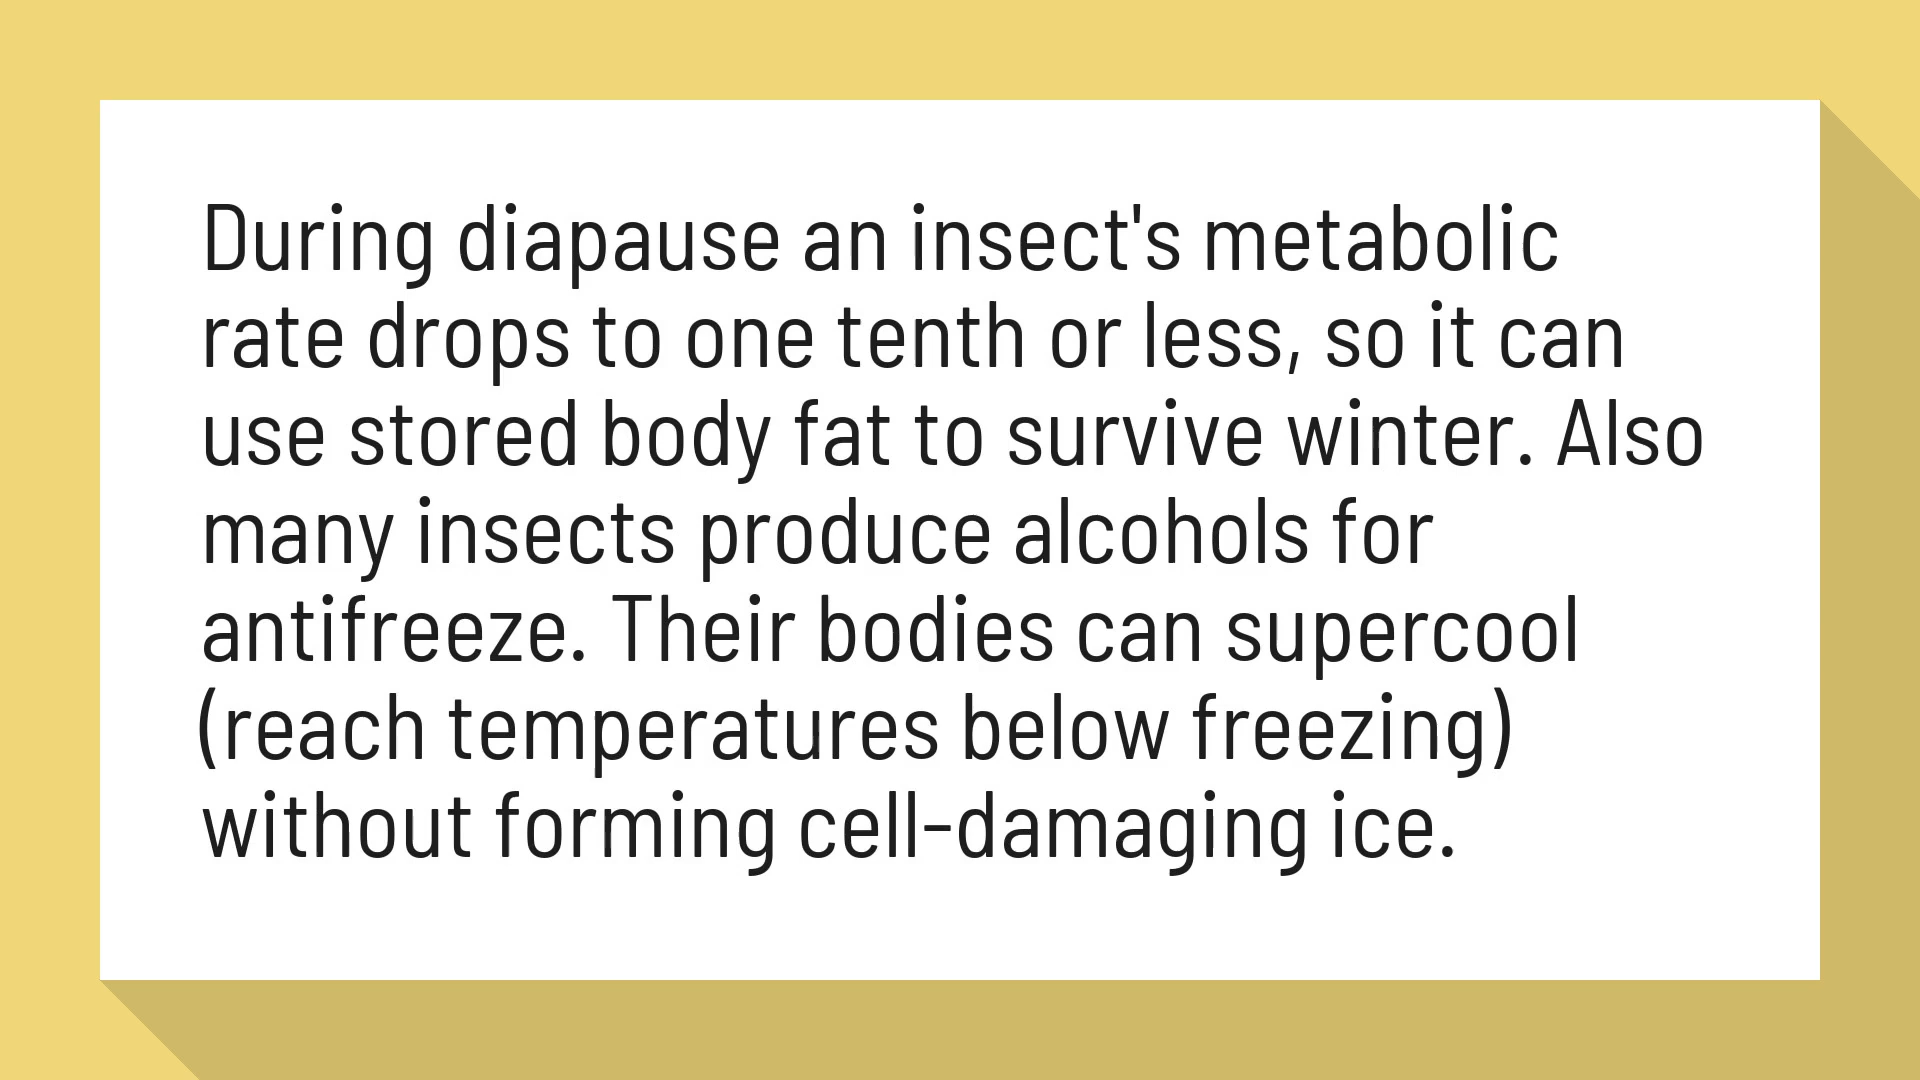 During diapause an insect's metabolic
rate drops to one tenth or less, so it can
use stored body fat to survive winter. Also
many insects produce alcohols for
antifreeze. Their bodies can supercool
(reach temperatures below freezing)
without forming cell-damaging ice.